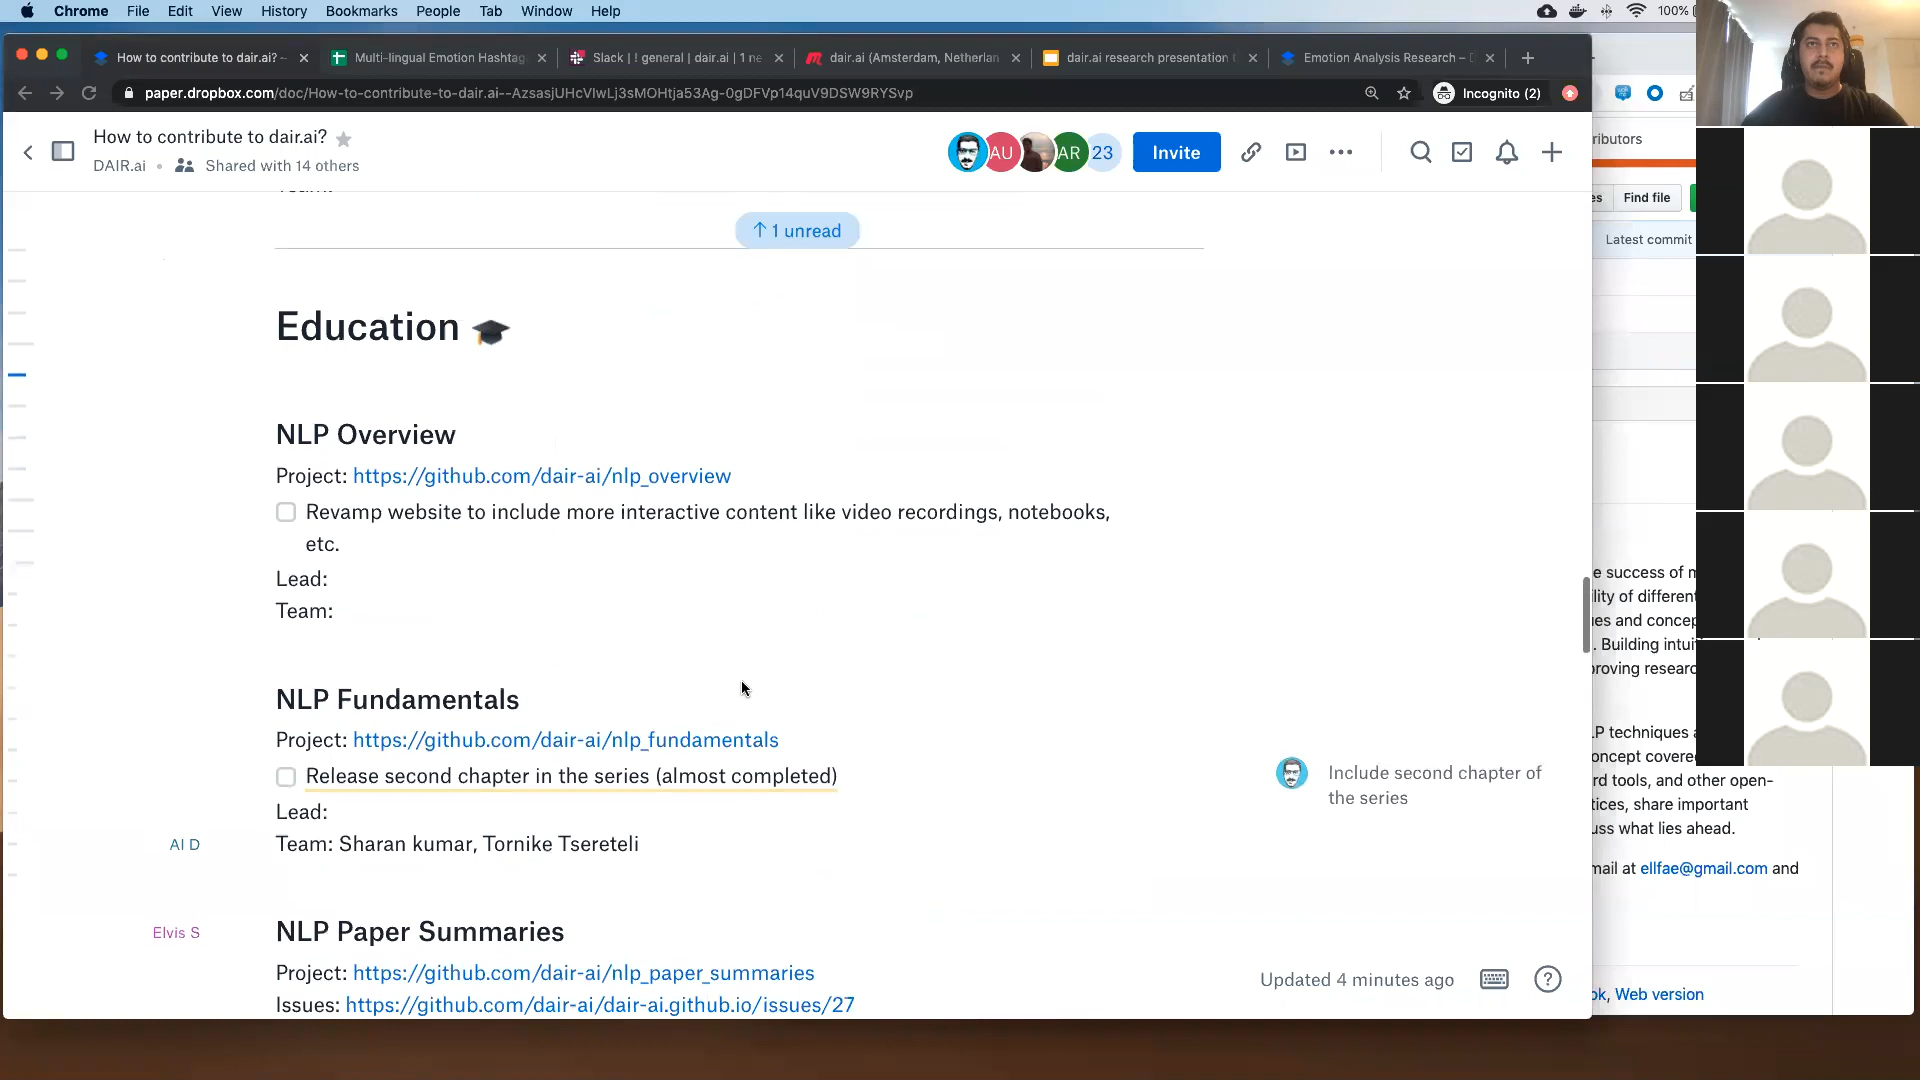 Chrome File Edit View History Bookmarks People Tab Window Help
100%
How to contribute to dair.ai? -
Multi-lingual Emotion Hashtag
Slack | ! general | dair.ai | 1 ne
dair.ai (Amsterdam, Netherlan
dair.ai research presentation
Emotion Analysis Research –
paper.dropbox.com/doc/How-to-contribute-to-dair.ai--AzsasjUHcVIwLj3sMOHtja53Ag-0gDFVp14quV9DSW9RYSvp
Incognito (2)
How to contribute to dair.ai?
DAIR.ai • Shared with 14 others
AU AR 23 Invite
↑ 1 unread
Education
NLP Overview
Project: https://github.com/dair-ai/nlp_overview
Revamp website to include more interactive content like video recordings, notebooks,
etc.
Lead:
Team:
NLP Fundamentals
Project: https://github.com/dair-ai/nlp_fundamentals
Release second chapter in the series (almost completed)
Lead:
AI D
Team: Sharan kumar, Tornike Tsereteli
Include second chapter of
the series
Elvis S
NLP Paper Summaries
Project: https://github.com/dair-ai/nlp_paper_summaries
Issues: https://github.com/dair-ai/dair-ai.github.io/issues/27
Updated 4 minutes ago
ributors
es Find file
Latest commit
e success of m
ility of different
ues and concep
. Building intui
proving researc
LP techniques a
oncept covere
rd tools, and other open-
tices, share important
uss what lies ahead.
mail at ellfae@gmail.com and
ok, Web version